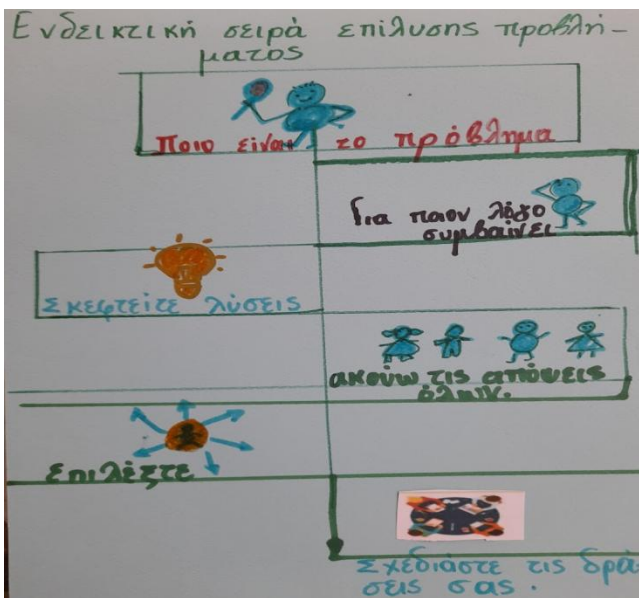 Ενδεικτική σειρά επίλυσης προβλή-
ματος
Ποιο είναι το πρόβλημα
Για ποιον λόγο
συμβαίνει
Σκεφτείτε λύσεις
ακούω τις απόψεις
όλων.
Επιλέξτε
Σχεδιάστε τις δρά
σεις σας.